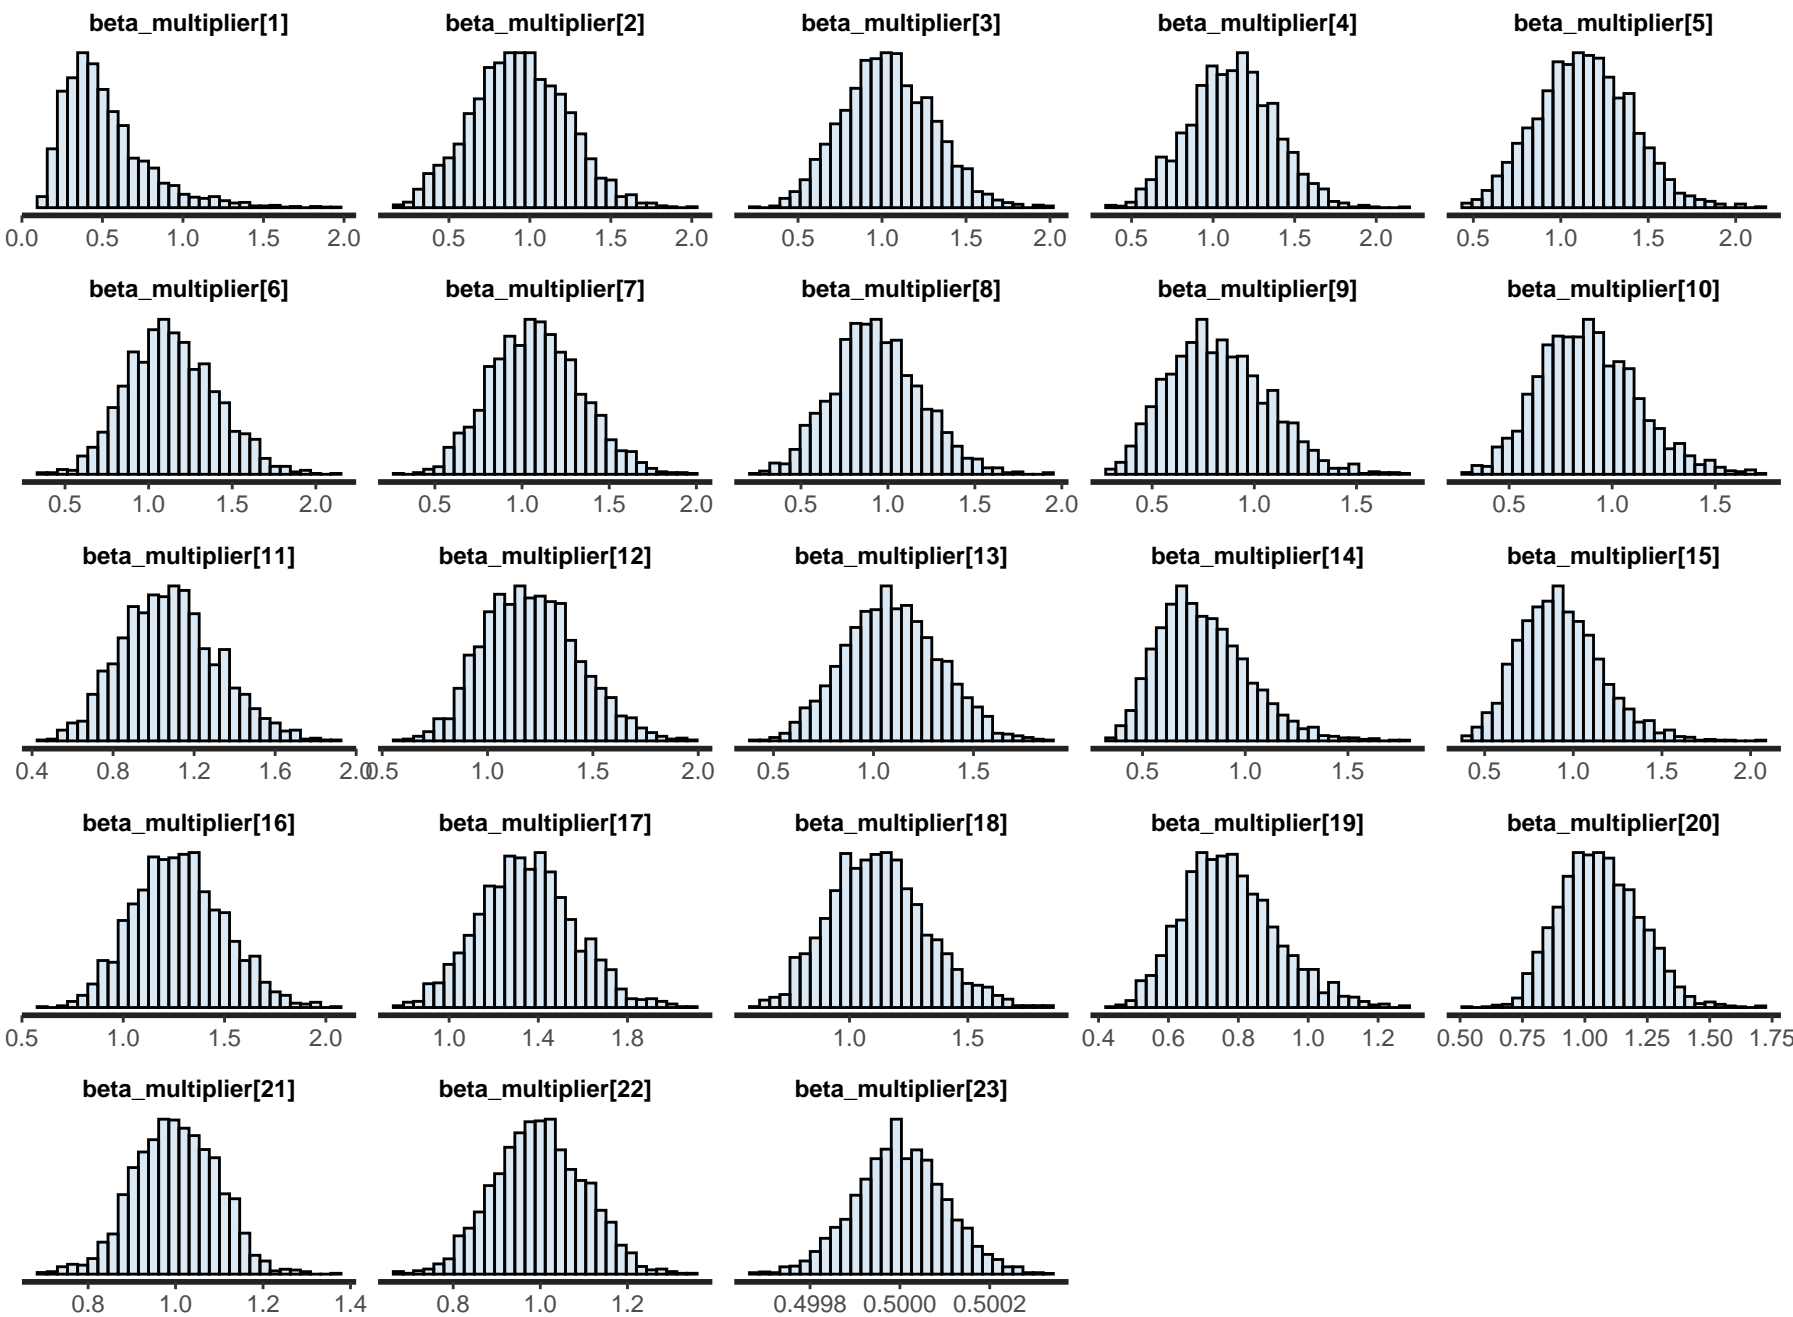 beta_multiplier[1] beta_multiplier[2] beta_multiplier[3] beta_multiplier[4] beta_multiplier[5]
0.0 0.5 1.0 1.5 2.0 0.5 1.0 1.5 2.0 0.5 1.0 1.5 2.0 0.5 1.0 1.5 2.0 0.5 1.0 1.5 2.0
beta_multiplier[6] beta_multiplier[7] beta_multiplier[8] beta_multiplier[9] beta_multiplier[10]
0.5 1.0 1.5 2.0 0.5 1.0 1.5 2.0 0.5 1.0 1.5 2.0 0.5 1.0 1.5 0.5 1.0 1.5
beta_multiplier[11] beta_multiplier[12] beta_multiplier[13] beta_multiplier[14] beta_multiplier[15]
0.4 0.8 1.2 1.6 2.0 0.5 1.0 1.5 2.0 0.5 1.0 1.5 0.5 1.0 1.5 0.5 1.0 1.5 2.0
beta_multiplier[16] beta_multiplier[17] beta_multiplier[18] beta_multiplier[19] beta_multiplier[20]
0.5 1.0 1.5 2.0 1.0 1.4 1.8 1.0 1.5 0.4 0.6 0.8 1.0 1.2 0.50 0.75 1.00 1.25 1.50 1.75
beta_multiplier[21] beta_multiplier[22] beta_multiplier[23]
0.8 1.0 1.2 1.4 0.8 1.0 1.2 0.4998 0.5000 0.5002